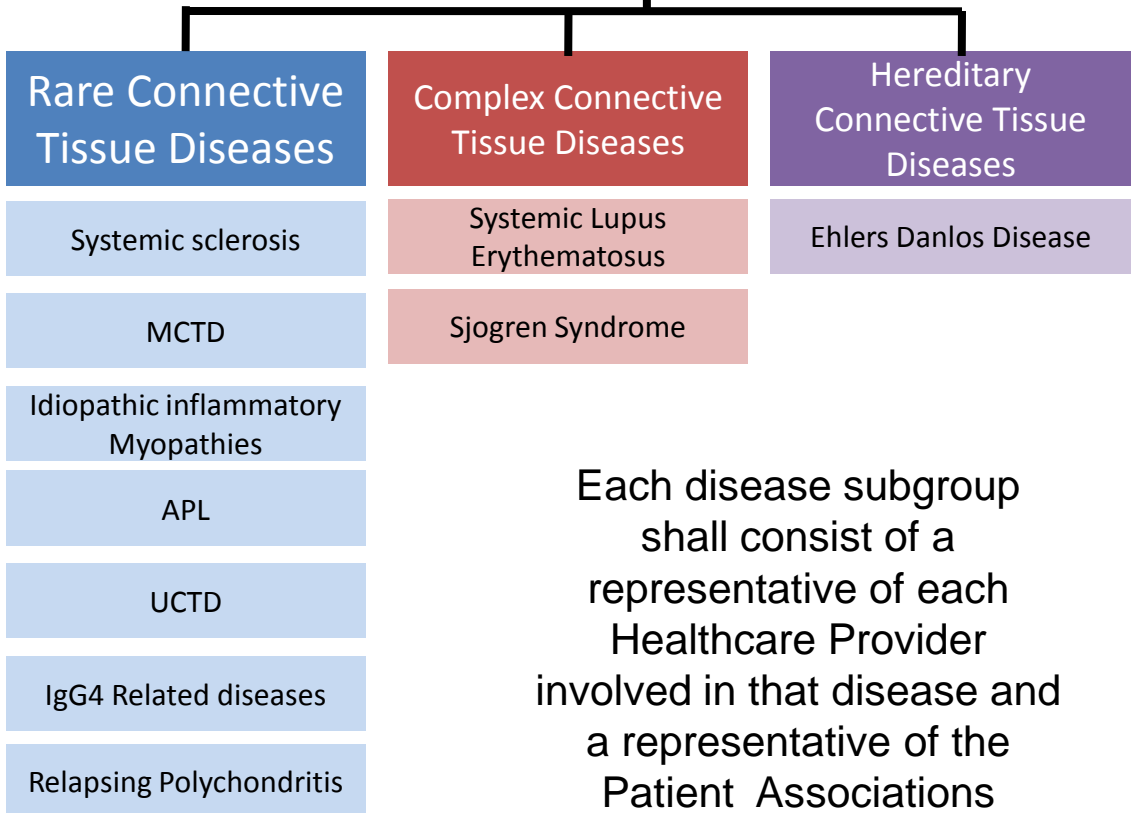 Rare Connective
Tissue Diseases
Systemic sclerosis
MCTD
Idiopathic inflammatory
Myopathies
APL
UCTD
IgG4 Related diseases
Relapsing Polychondritis
Complex Connective
Tissue Diseases
Systemic Lupus
Erythematosus
Sjogren Syndrome
Hereditary
Connective Tissue
Diseases
Ehlers Danlos Disease
Each disease subgroup
shall consist of a
representative of each
Healthcare Provider
involved in that disease and
a representative of the
Patient Associations